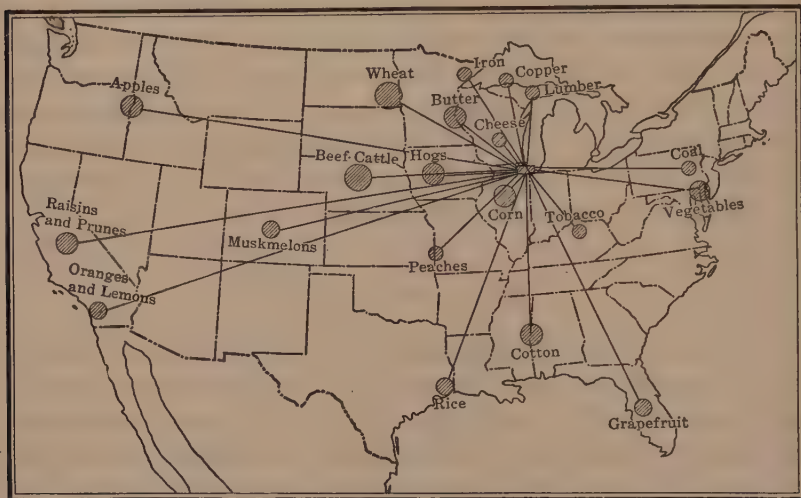 Iron
Copper
Wheat
Lumber
Apples
Butter
Cheese
Beef-Cattle
Hogs
Coal
Raisins
and Prunes
Corn
Tobacco
Vegetables
Muskmelons
Peaches
Oranges
and Lemons
Cotton
Rice
Grapefruit